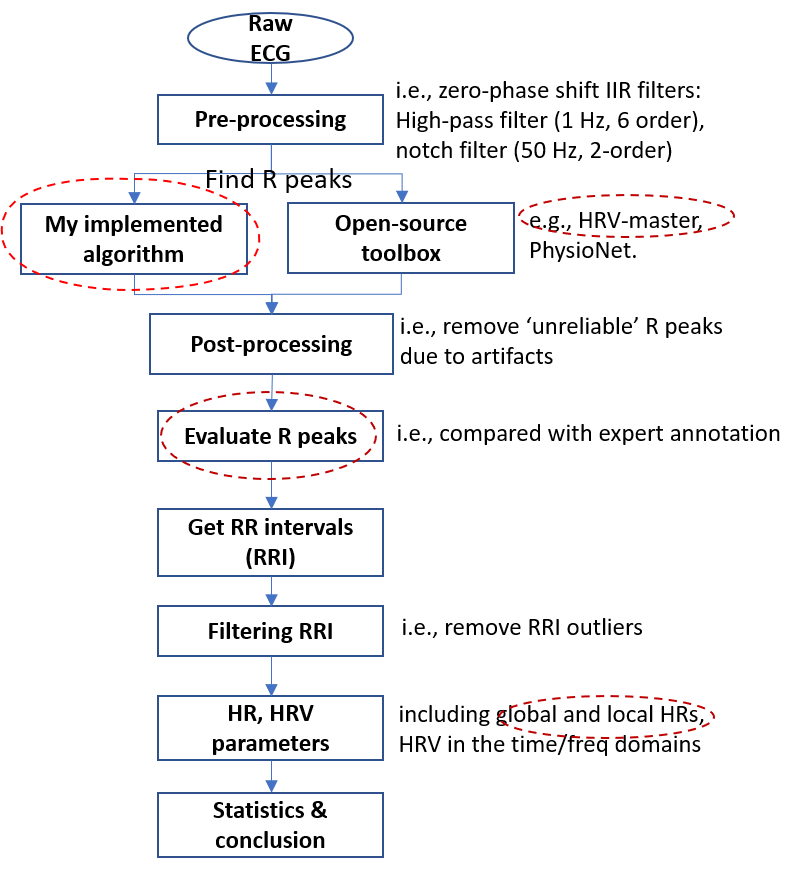 Raw
ECG
Pre-processing
i.e., zero-phase shift IIR filters:
High-pass filter (1 Hz, 6 order),
notch filter (50 Hz, 2-order)
Find R peaks
My implemented
algorithm
Open-source
toolbox
e.g., HRV-master,
PhysioNet.
Post-processing
i.e., remove ‘unreliable’ R peaks
due to artifacts
Evaluate R peaks
i.e., compared with expert annotation
Get RR intervals
(RRI)
Filtering RRI
i.e., remove RRI outliers
HR, HRV
parameters
including global and local HRs,
HRV in the time/freq domains
Statistics &
conclusion